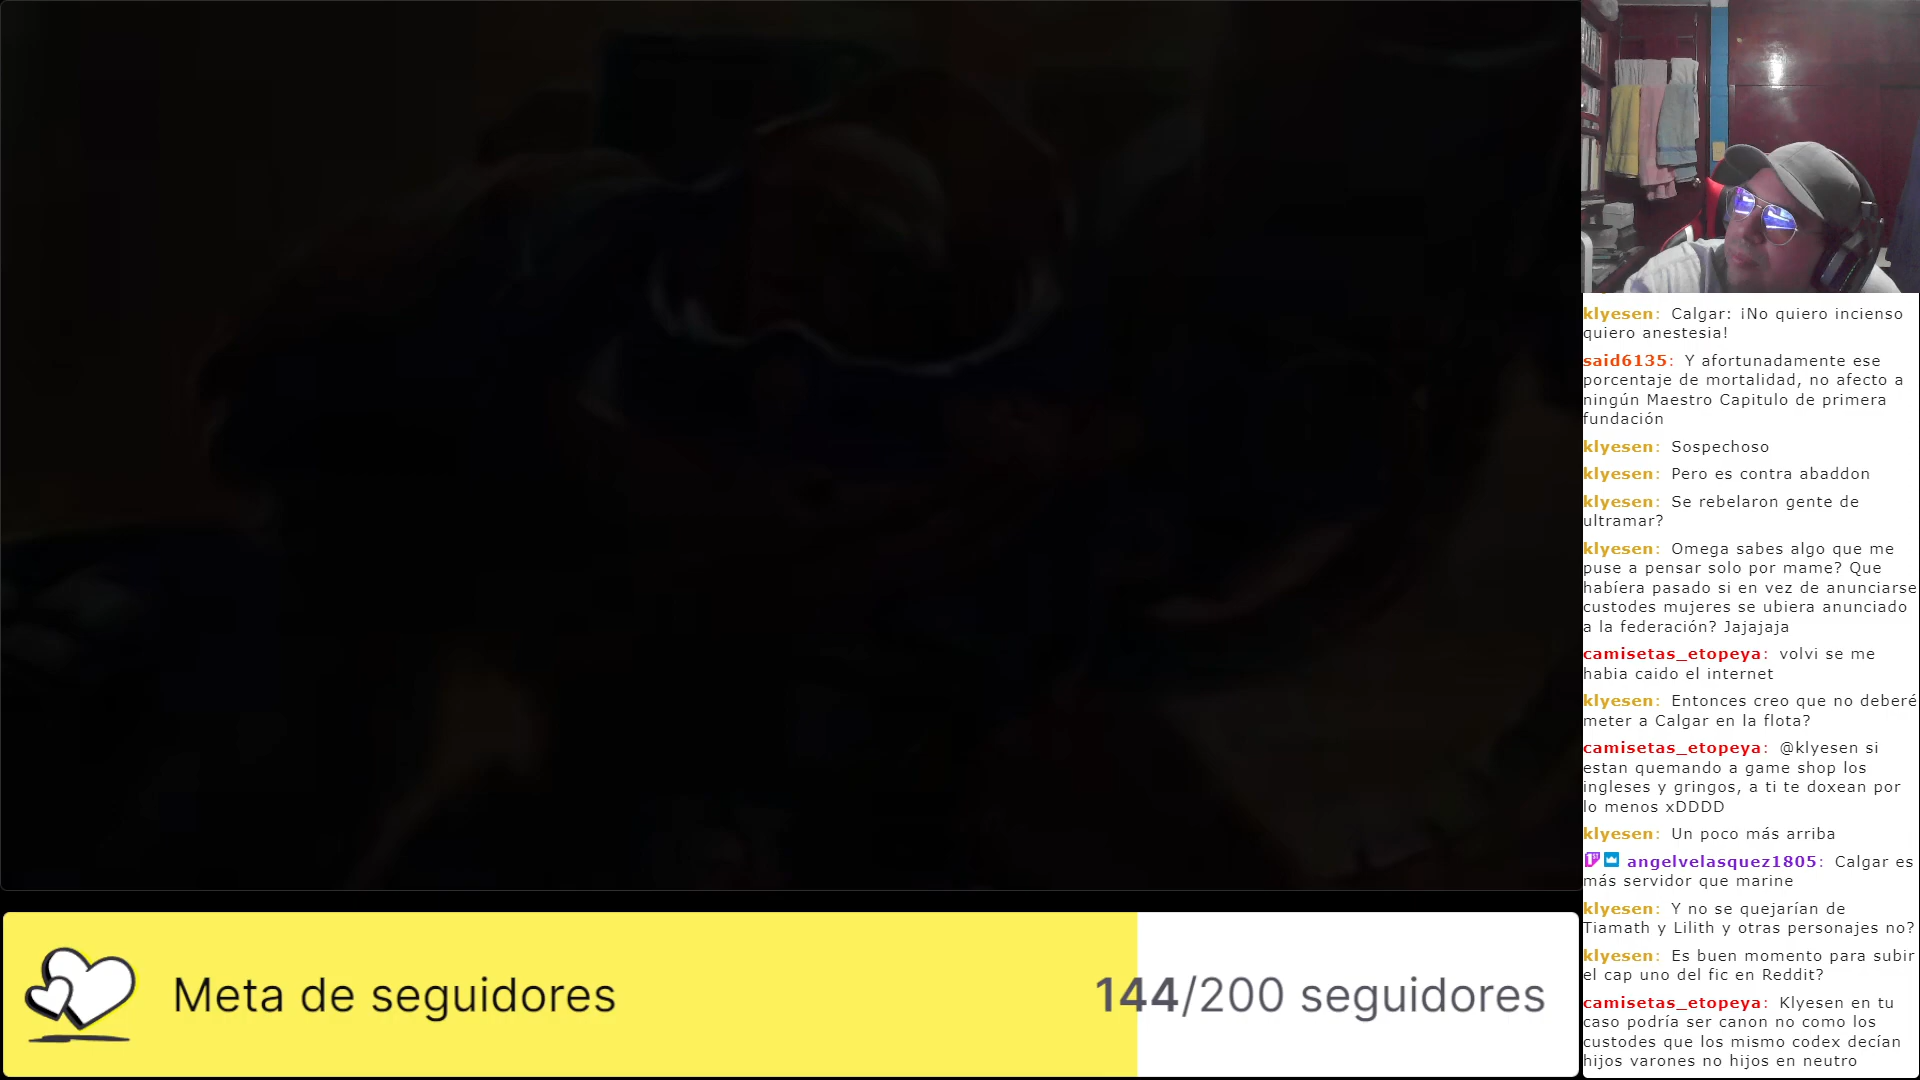 klyesen: Calgar: ¡No quiero incienso
quiero anestesia!
said6135: Y afortunadamente ese
porcentaje de mortalidad, no afecto a
ningún Maestro Capitulo de primera
fundación
klyesen: Sospechoso
klyesen: Pero es contra abaddon
klyesen: Se rebelaron gente de
ultramar?
klyesen: Omega sabes algo que me
puse a pensar solo por mame? Que
habíera pasado si en vez de anunciarse
custodes mujeres se ubiera anunciado
a la federación? Jajajaja
camisetas_etopeya: volvi se me
habia caido el internet
klyesen: Entonces creo que no deberé
meter a Calgar en la flota?
camisetas_etopeya: @klyesen si
estan quemando a game shop los
ingleses y gringos, a ti te doxean por
lo menos xDDDD
klyesen: Un poco más arriba
angelvelasquez1805: Calgar es
más servidor que marine
klyesen: Y no se quejarían de
Tiamath y Lilith y otras personajes no?
klyesen: Es buen momento para subir
el cap uno del fic en Reddit?
camisetas_etopeya: Klyesen en tu
caso podría ser canon no como los
custodes que los mismo codex decían
hijos varones no hijos en neutro
Meta de seguidores
144/200 seguidores